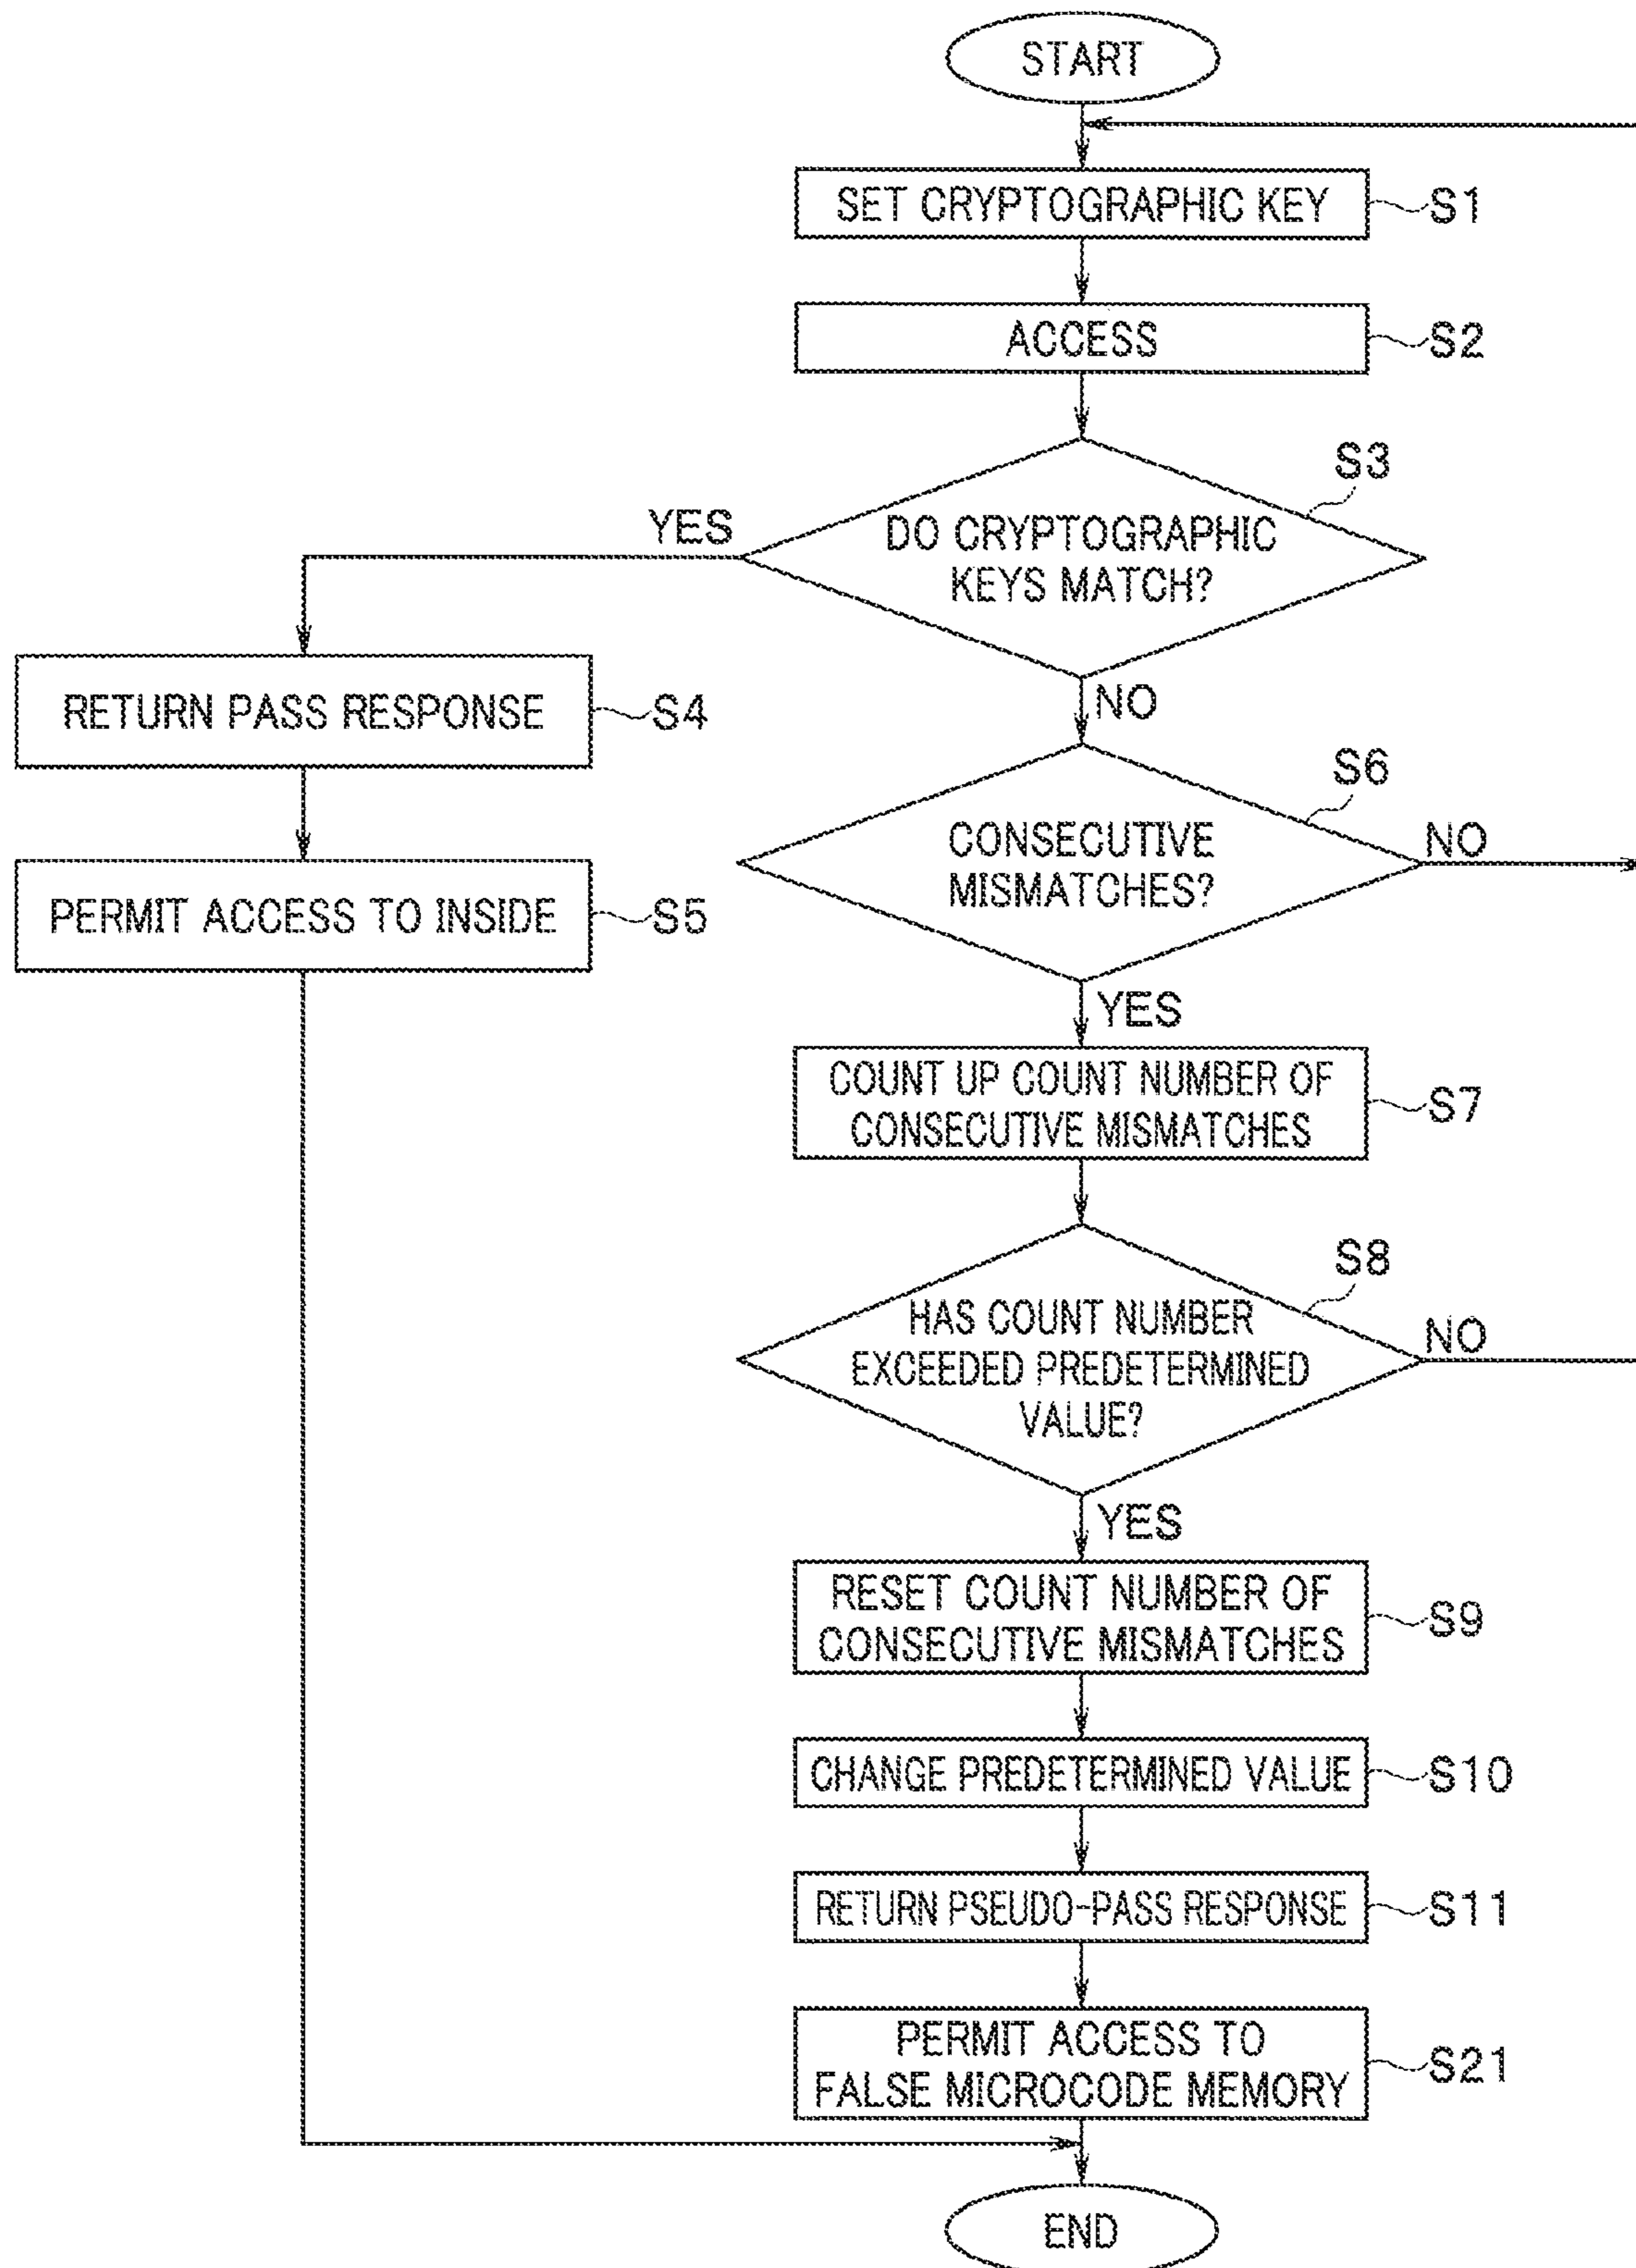 START
SET CRYPTOGRAPHIC KEY
S1
ACCESS
S2
S3
DO CRYPTOGRAPHIC
KEYS MATCH?
YES
NO
RETURN PASS RESPONSE
S4
PERMIT ACCESS TO INSIDE
S5
S6
CONSECUTIVE
MISMATCHES?
NO
YES
COUNT UP COUNT NUMBER OF
CONSECUTIVE MISMATCHES
S7
S8
HAS COUNT NUMBER
EXCEEDED PREDETERMINED
VALUE?
NO
YES
RESET COUNT NUMBER OF
CONSECUTIVE MISMATCHES
S9
CHANGE PREDETERMINED VALUE
S10
RETURN PSEUDO-PASS RESPONSE
S11
PERMIT ACCESS TO
FALSE MICROCODE MEMORY
S21
END